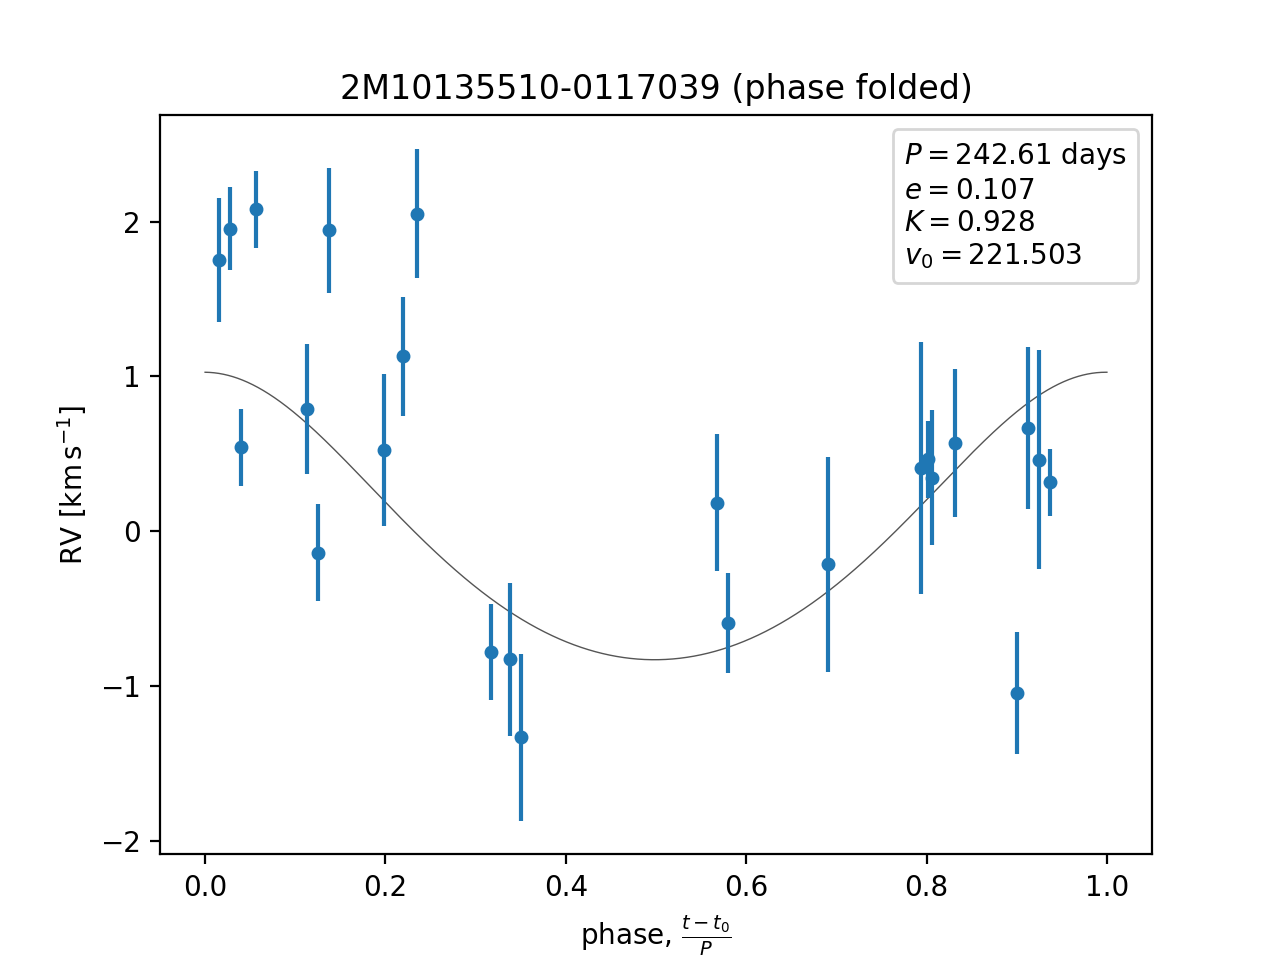 2M10135510-0117039 (phase folded)
P = 242.61 days
e = 0.107
K = 0.928
v₀ = 221.503
RV [km s⁻¹]
2
1
0
−1
−2
0.0 0.2 0.4 0.6 0.8 1.0
phase, (t − t₀)/P